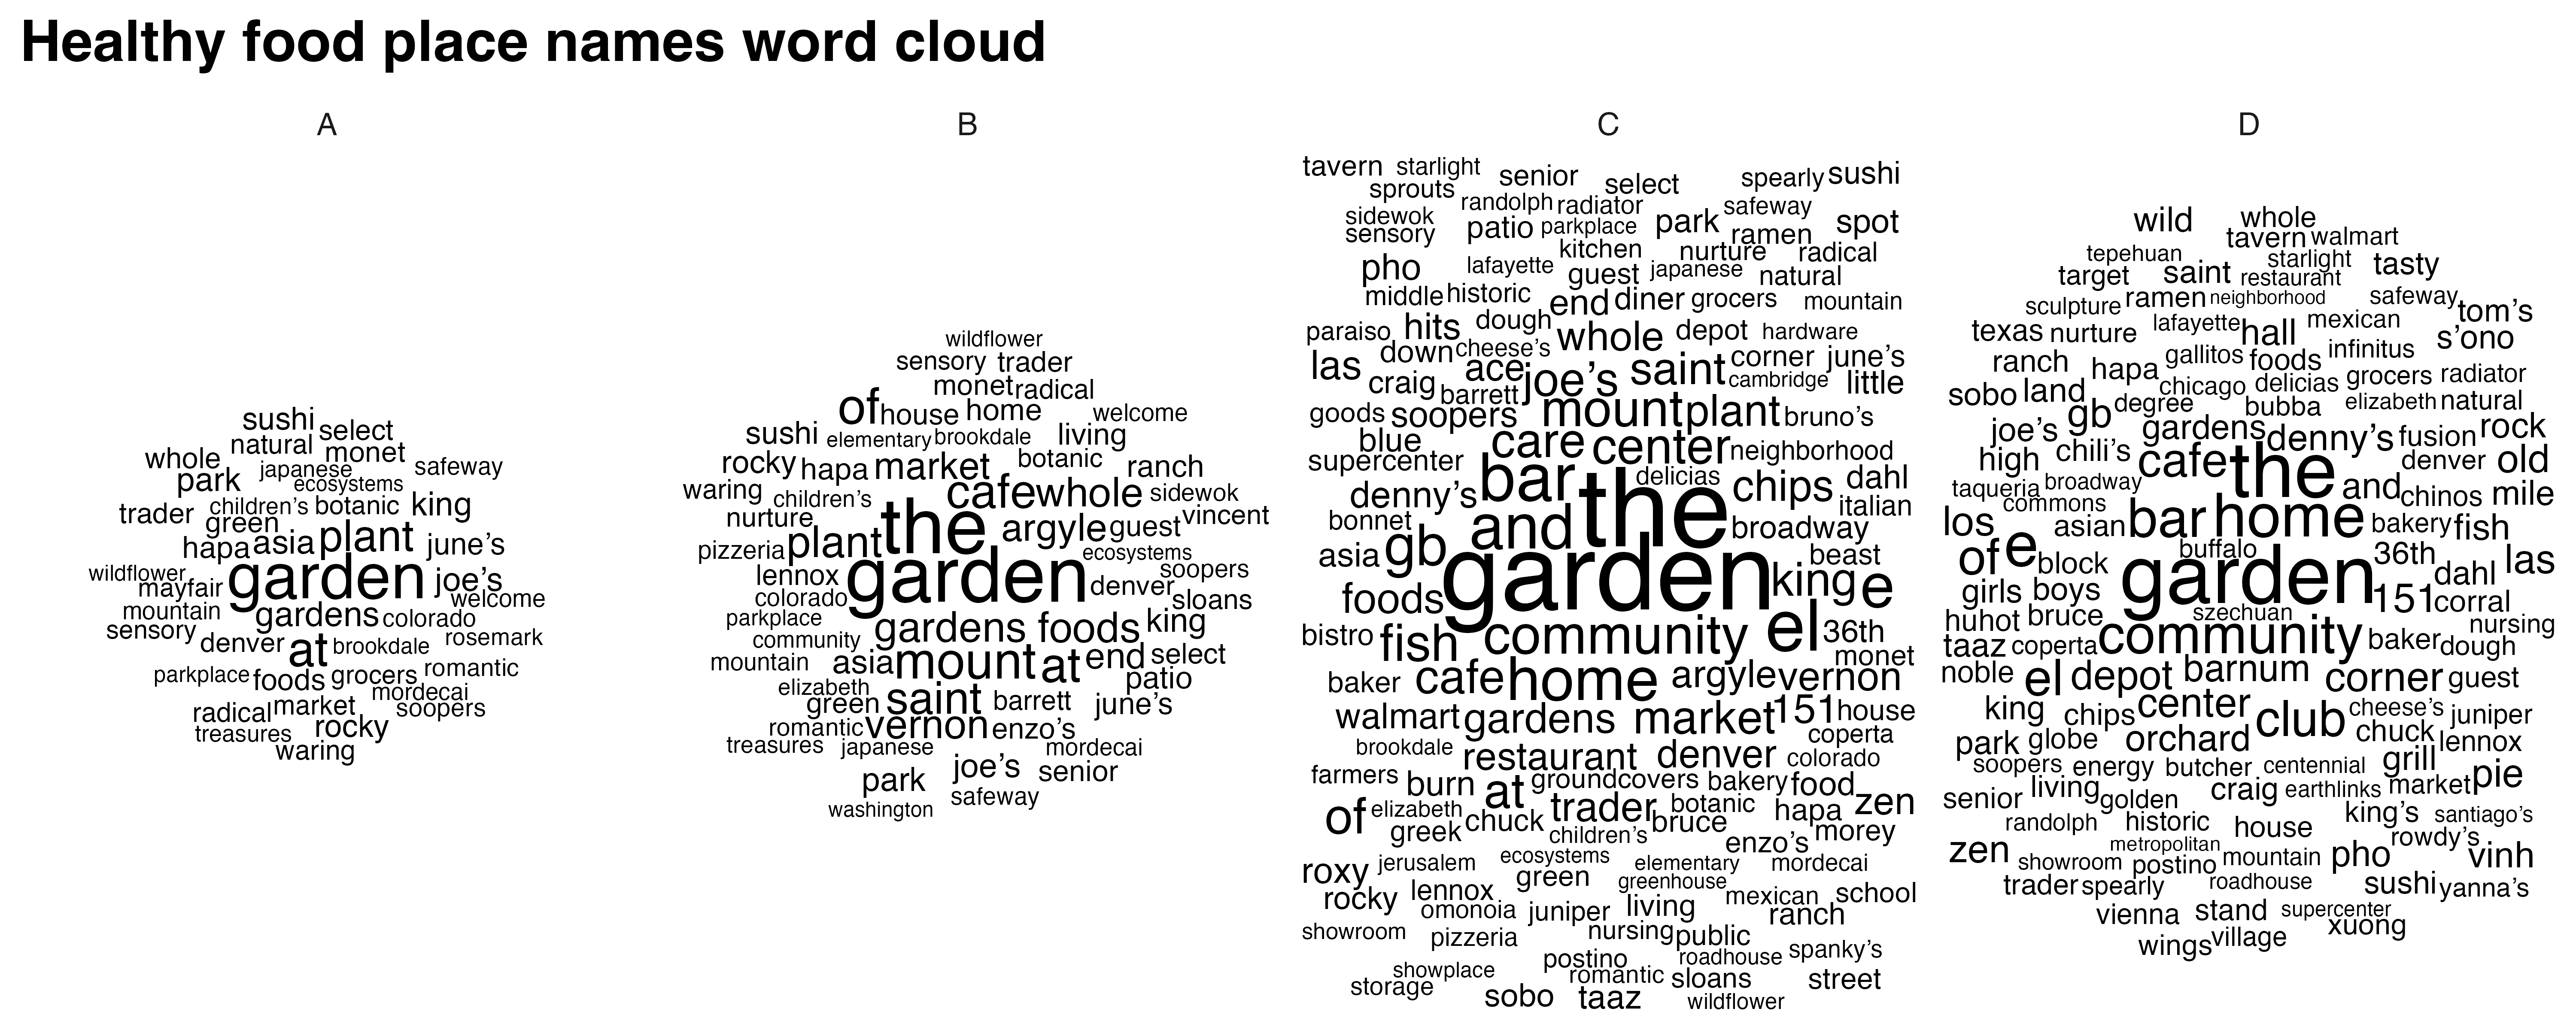 Healthy food place names word cloud
A
sushi select
natural monet
whole japanese safeway
park ecosystems
children's botanic king
trader green
hapa asia plant june's
wildflower garden joe's
mayfair welcome
mountain gardens colorado
sensory denver at brookdale rosemark
parkplace foods grocers romantic
mordecai
radical market soopers
treasures rocky
waring
B
wildflower
sensory trader
monet radical
of house home welcome
sushi elementary brookdale living
rocky hapa market botanic ranch
waring children's cafe whole sidewok
nurture the argyle guest vincent
pizzeria plant ecosystems
lennox garden denver soopers
colorado sloans
parkplace gardens foods king
community
mountain asia mount at end select
elizabeth patio
green saint barrett june's
romantic vernon enzo's
treasures japanese mordecai
park joe's senior
washington safeway
C
tavern starlight senior select spearly sushi
sprouts
randolph radiator safeway
sidewok patio parkplace park spot
sensory ramen
kitchen nurture radical
pho lafayette guest japanese natural
middle historic end diner grocers mountain
paraiso hits dough whole depot hardware
down cheese's corner june's
las craig ace joe's saint cambridge little
barrett
goods soopers mount plant bruno's
blue care center neighborhood
supercenter
bar delicias chips dahl
denny's the italian
bonnet and broadway
asia gb beast
garden king e
foods
bistro fish community el 36th
monet
baker cafe home argyle vernon
walmart gardens market 151 house
coperta
brookdale restaurant denver colorado
farmers burn at groundcovers bakery food
of elizabeth trader botanic hapa zen
greek chuck children's bruce enzo's morey
roxy jerusalem ecosystems elementary mordecai
green greenhouse
rocky lennox mexican school
omonoia juniper living ranch
showroom pizzeria nursing public
postino roadhouse spanky's
showplace romantic sloans street
storage
sobo taaz wildflower
D
wild whole
tavern walmart
tepehuan starlight tasty
target saint restaurant
sculpture ramen neighborhood safeway tom's
texas nurture lafayette hall mexican s'ono
ranch hapa gallitos foods infinitus
sobo land chicago delicias grocers radiator
gb degree bubba elizabeth natural
joe's gardens denny's fusion rock
high chili's cafe the denver old
taqueria broadway and chinos mile
commons
los asian bar home bakery fish
of e block buffalo 36th las
girls boys garden dahl
151 corral
huhot bruce szechuan nursing
taaz coperta community baker dough
noble el depot barnum corner guest
king chips center club cheese's juniper
park globe orchard chuck lennox
soopers energy butcher centennial grill
senior living golden craig earthlinks market pie
randolph historic house king's santiago's
zen metropolitan rowdy's
showroom postino mountain pho vinh
trader spearly roadhouse sushi yanna's
vienna stand supercenter
xuong
wings village